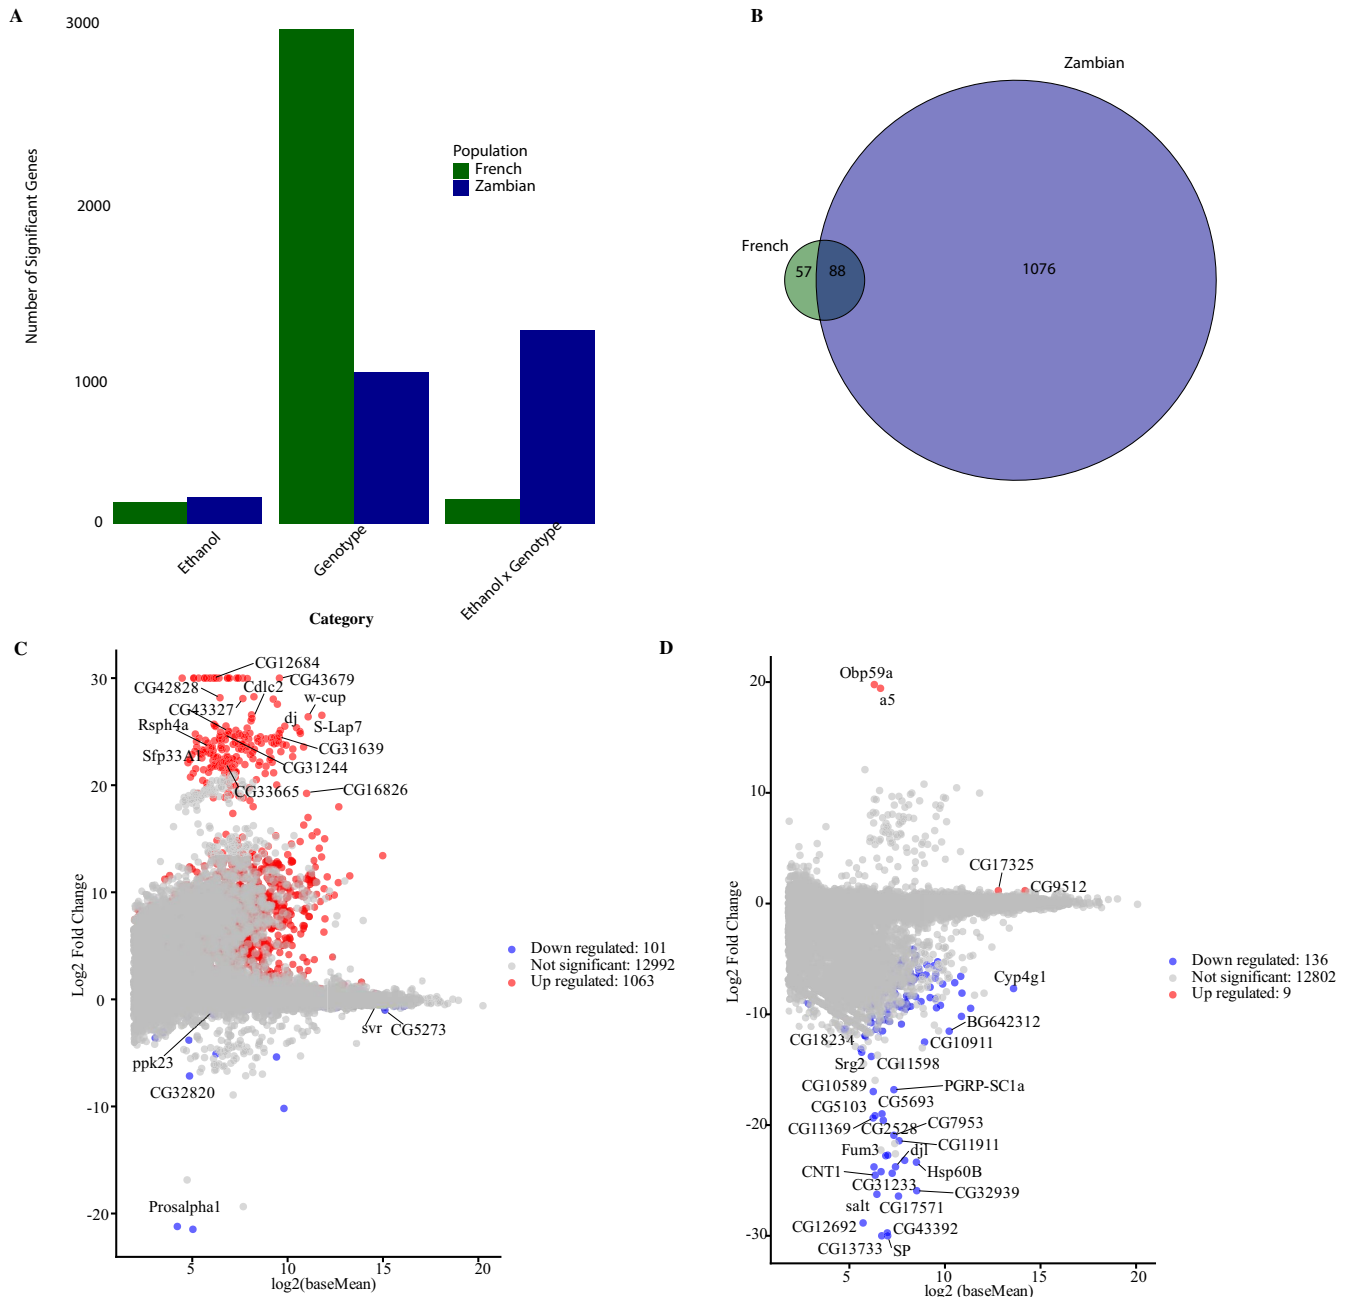 A
3000
2000
1000
0
Number of Significant Genes
Population
French
Zambian
Ethanol
Genotype
Ethanol x Genotype
Category
B
Zambian
French
57
88
1076
C
30
20
10
0
-10
-20
Log2 Fold Change
5
10
15
20
log2(baseMean)
CG12684
CG43679
CG42828
Cdlc2
w-cup
CG43327
dj
S-Lap7
Rsph4a
CG31639
Sfp33A1
CG31244
CG33665
CG16826
svr
CG5273
ppk23
CG32820
Prosalpha1
Down regulated: 101
Not significant: 12992
Up regulated: 1063
D
20
10
0
-10
-20
-30
Log2 Fold Change
5
10
15
20
log2 (baseMean)
Obp59a
a5
CG17325
CG9512
Cyp4g1
BG642312
CG18234
CG10911
Srg2
CG11598
CG10589
PGRP-SC1a
CG5103
CG5693
CG11369
CG2528
CG7953
CG11911
Fum3
djl
CNT1
Hsp60B
CG31233
CG32939
salt
CG17571
CG12692
CG43392
CG13733
SP
Down regulated: 136
Not significant: 12802
Up regulated: 9